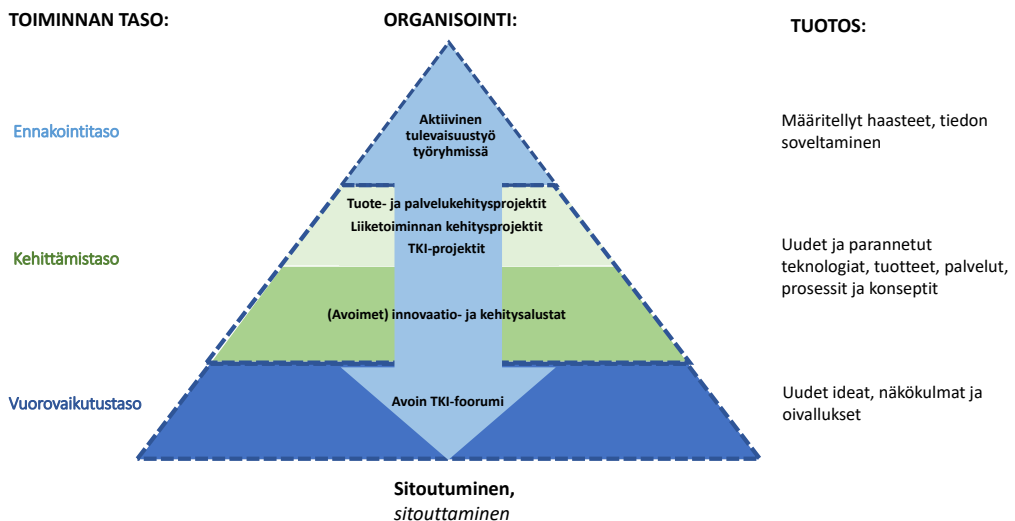 TOIMINNAN TASO:
ORGANISOINTI:
TUOTOS:
Ennakointitaso
Aktiivinen
tulevaisuustyö
työryhmissä
Määritellyt haasteet, tiedon
soveltaminen
Kehittämistaso
Tuote- ja palvelukehitysprojektit
Liiketoiminnan kehitysprojektit
TKI-projektit
(Avoimet) innovaatio- ja kehitysalustat
Uudet ja parannetut
teknologiat, tuotteet, palvelut,
prosessit ja konseptit
Vuorovaikutustaso
Avoin TKI-foorumi
Uudet ideat, näkökulmat ja
oivallukset
Sitoutuminen,
sitouttaminen